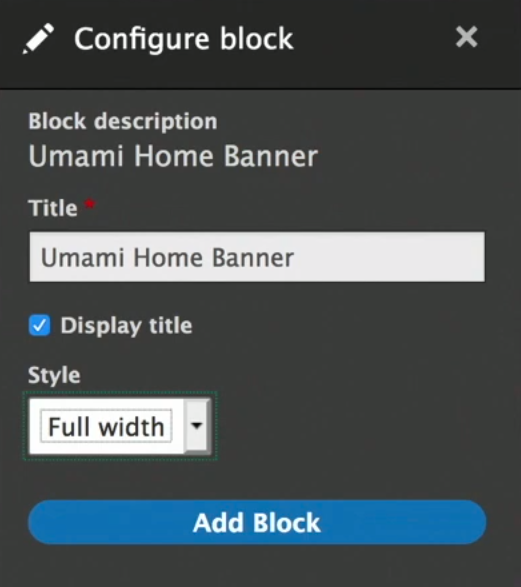 Configure block
Block description
Umami Home Banner
Title *
Umami Home Banner
Display title
Style
Full width
Add Block